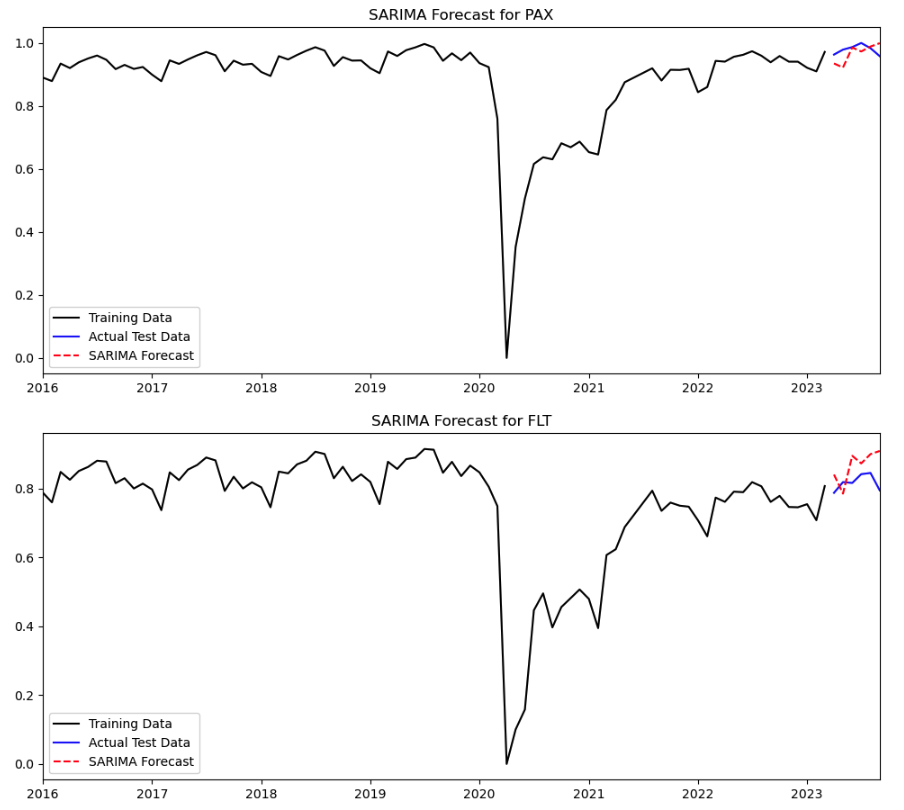 SARIMA Forecast for PAX
1.0
0.8
0.6
0.4
0.2
0.0
Training Data
Actual Test Data
SARIMA Forecast
2016 2017 2018 2019 2020 2021 2022 2023
SARIMA Forecast for FLT
0.8
0.6
0.4
0.2
0.0
Training Data
Actual Test Data
SARIMA Forecast
2016 2017 2018 2019 2020 2021 2022 2023